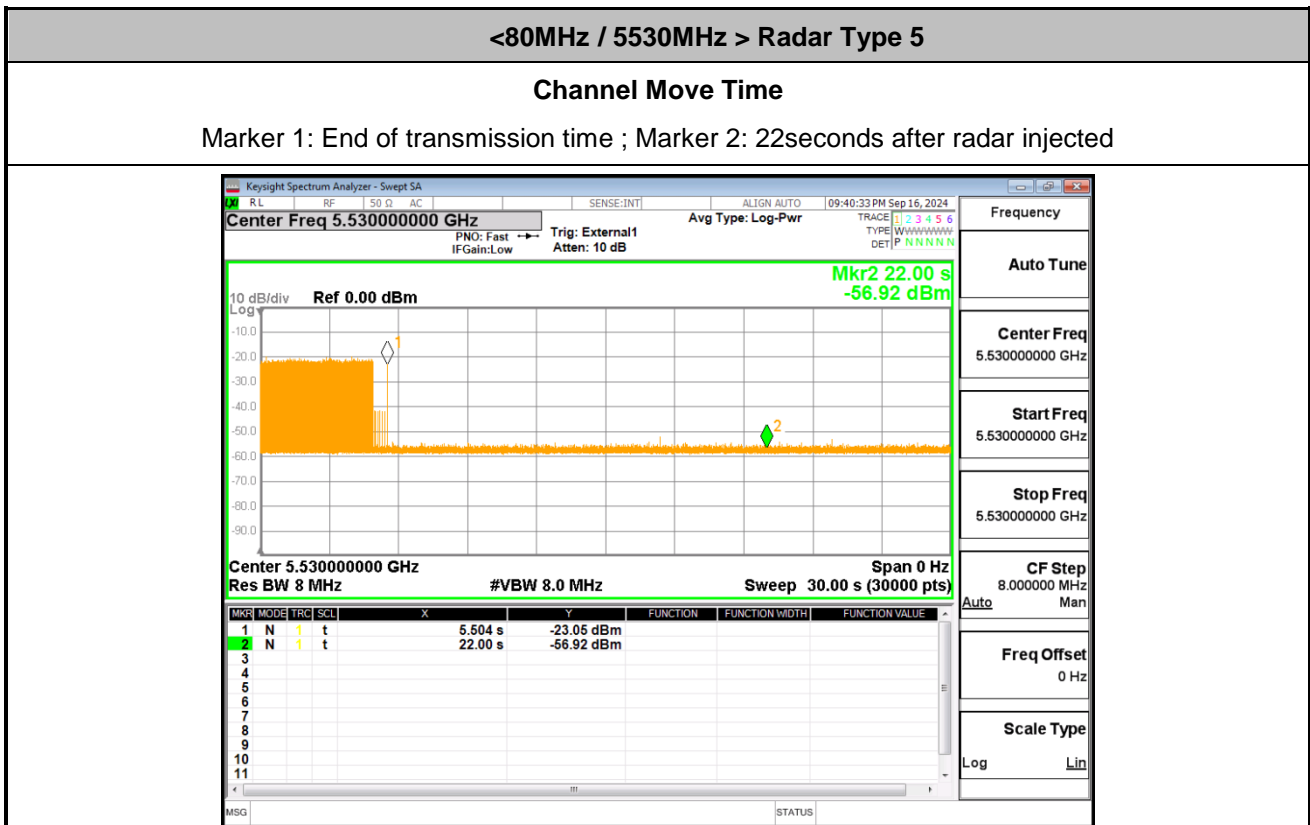 <80MHz / 5530MHz > Radar Type 5
Channel Move Time
Marker 1: End of transmission time ; Marker 2: 22seconds after radar injected
Keysight Spectrum Analyzer - Swept SA
LXI RL RF 50 Ω AC SENSE:INT ALIGN AUTO 09:40:33 PM Sep 16, 2024
Center Freq 5.530000000 GHz
PNO: Fast
IFGain:Low
Trig: External1
Atten: 10 dB
Avg Type: Log-Pwr
TRACE 1 2 3 4 5 6
TYPE WWWWWW
DET P N N N N N
Mkr2 22.00 s
-56.92 dBm
10 dB/div Ref 0.00 dBm
Log
-10.0
-20.0
-30.0
-40.0
-50.0
-60.0
-70.0
-80.0
-90.0
1
2
Center 5.530000000 GHz Span 0 Hz
Res BW 8 MHz #VBW 8.0 MHz Sweep 30.00 s (30000 pts)
MKR MODE TRC SCL X Y FUNCTION FUNCTION WIDTH FUNCTION VALUE
1 N 1 t 5.504 s -23.05 dBm
2 N 1 t 22.00 s -56.92 dBm
3
4
5
6
7
8
9
10
11
MSG STATUS
Frequency
Auto Tune
Center Freq
5.530000000 GHz
Start Freq
5.530000000 GHz
Stop Freq
5.530000000 GHz
CF Step
8.000000 MHz
Auto Man
Freq Offset
0 Hz
Scale Type
Log Lin